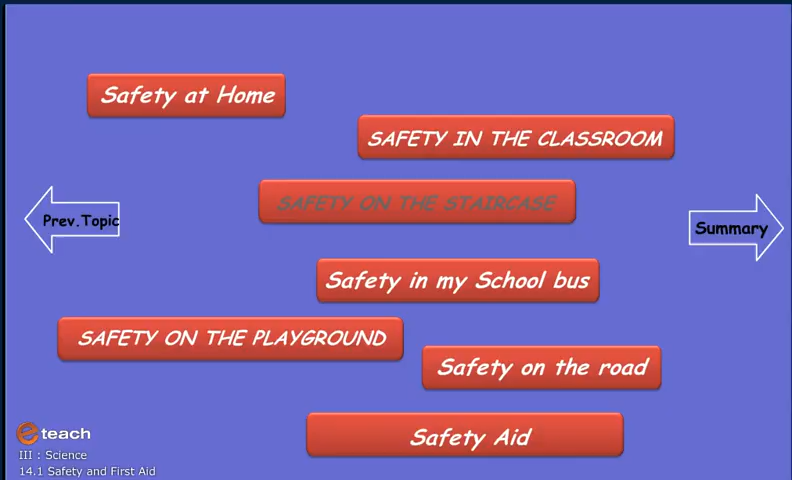 Safety at Home
SAFETY IN THE CLASSROOM
SAFETY ON THE STAIRCASE
Prev.Topic
Summary
Safety in my School bus
SAFETY ON THE PLAYGROUND
Safety on the road
Safety Aid
e teach
III : Science
14.1 Safety and First Aid